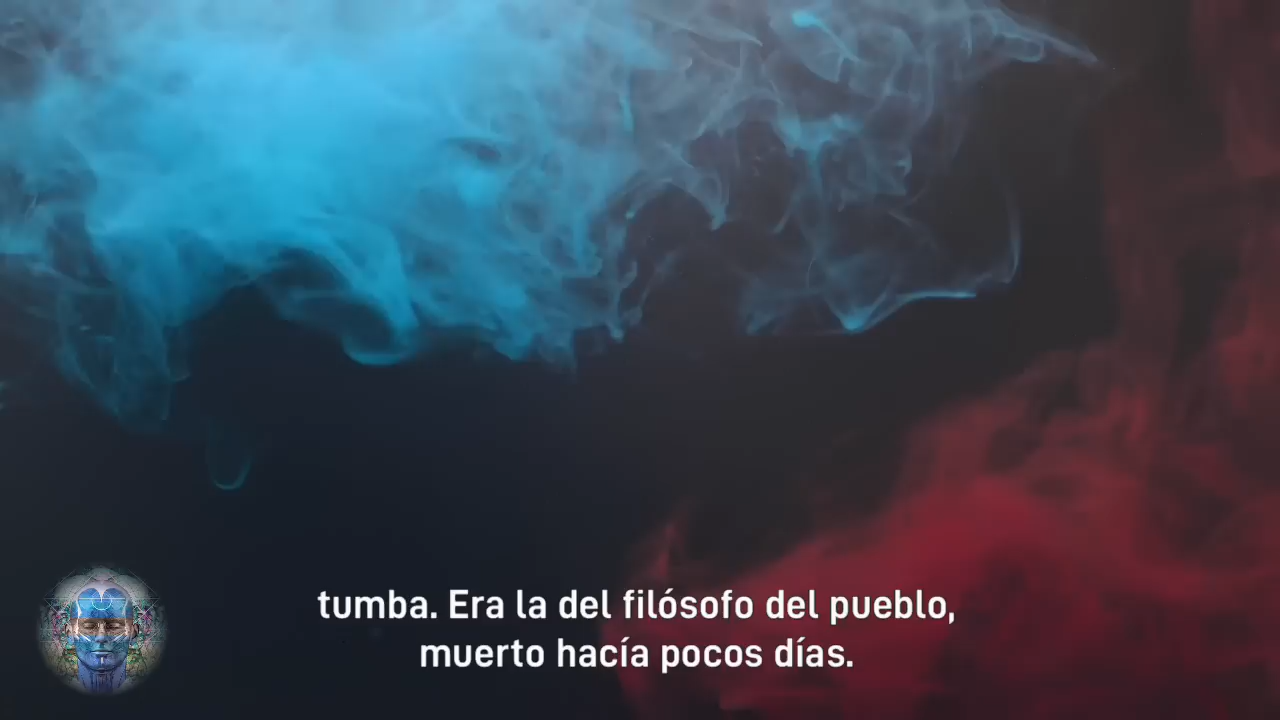 tumba. Era la del filósofo del pueblo,
muerto hacía pocos días.